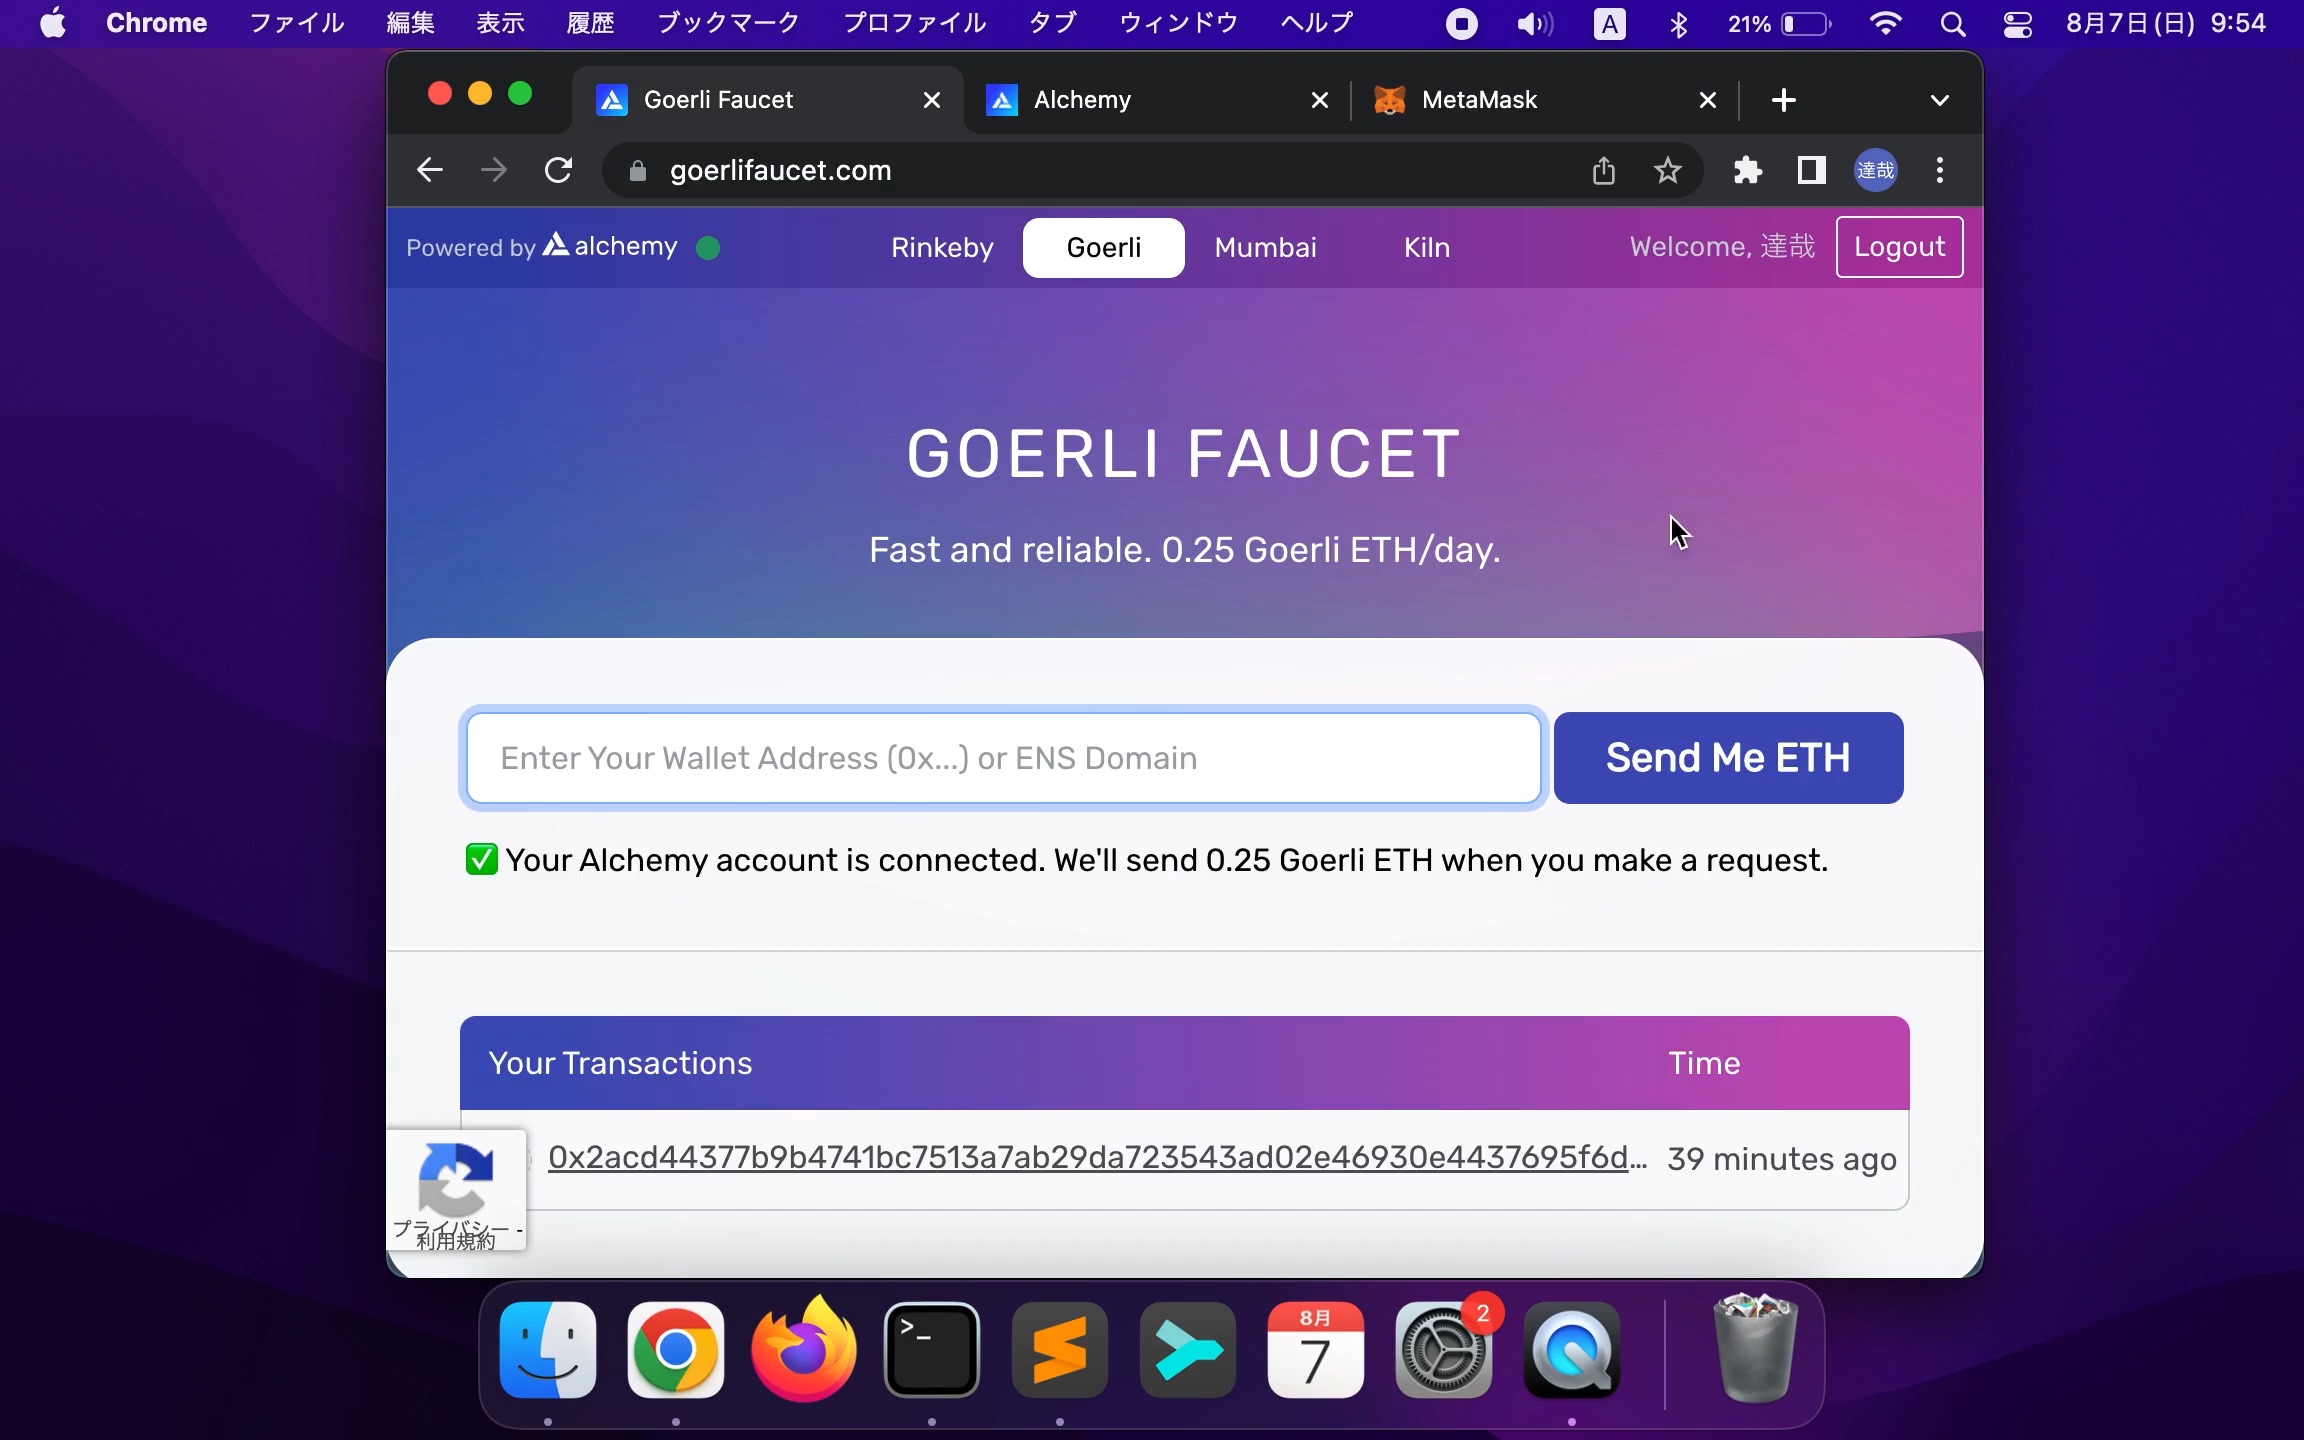 Chrome ファイル 編集 表示 履歴 ブックマーク プロファイル タブ ウィンドウ ヘルプ A 21% 8月7日(日) 9:54
Goerli Faucet Alchemy MetaMask
goerlifaucet.com 達哉
Powered by alchemy Rinkeby Goerli Mumbai Kiln Welcome, 達哉 Logout
GOERLI FAUCET
Fast and reliable. 0.25 Goerli ETH/day.
Enter Your Wallet Address (0x...) or ENS Domain Send Me ETH
✅ Your Alchemy account is connected. We'll send 0.25 Goerli ETH when you make a request.
Your Transactions Time
0x2acd44377b9b4741bc7513a7ab29da723543ad02e46930e4437695f6d... 39 minutes ago
プライバシー -
利用規約
>_ 8月 2
7